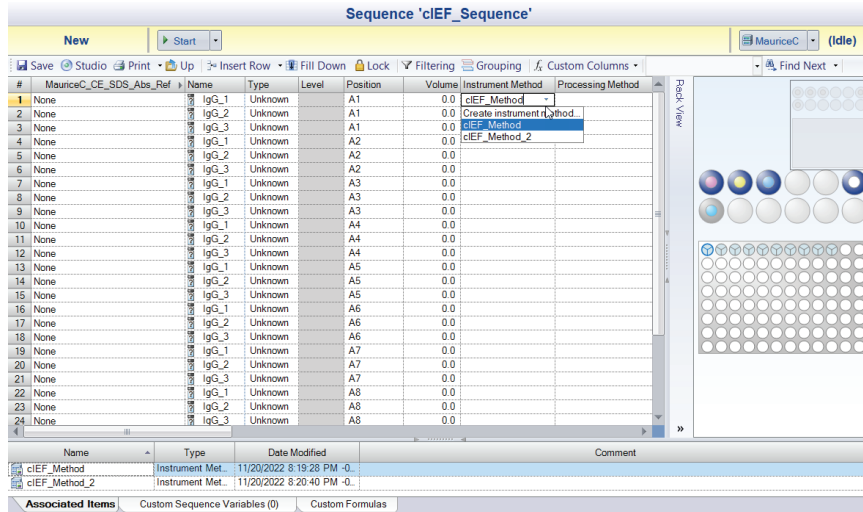 Sequence 'cIEF_Sequence'
New Start MauriceC (Idle)
Save Studio Print Up Insert Row Fill Down Lock Filtering Grouping Custom Columns Find Next
# MauriceC_CE_SDS_Abs_Ref Name Type Level Position Volume Instrument Method Processing Method
1 None IgG_1 Unknown A1 0.0 cIEF_Method
2 None IgG_2 Unknown A1 0.0 Create instrument method...
3 None IgG_3 Unknown A1 0.0 cIEF_Method
4 None IgG_1 Unknown A2 0.0 cIEF_Method_2
5 None IgG_2 Unknown A2 0.0
6 None IgG_3 Unknown A2 0.0
7 None IgG_1 Unknown A3 0.0
8 None IgG_2 Unknown A3 0.0
9 None IgG_3 Unknown A3 0.0
10 None IgG_1 Unknown A4 0.0
11 None IgG_2 Unknown A4 0.0
12 None IgG_3 Unknown A4 0.0
13 None IgG_1 Unknown A5 0.0
14 None IgG_2 Unknown A5 0.0
15 None IgG_3 Unknown A5 0.0
16 None IgG_1 Unknown A6 0.0
17 None IgG_2 Unknown A6 0.0
18 None IgG_3 Unknown A6 0.0
19 None IgG_1 Unknown A7 0.0
20 None IgG_2 Unknown A7 0.0
21 None IgG_3 Unknown A7 0.0
22 None IgG_1 Unknown A8 0.0
23 None IgG_2 Unknown A8 0.0
24 None IgG_3 Unknown A8 0.0
Rack View
Name Type Date Modified Comment
cIEF_Method Instrument Met... 11/20/2022 8:19:28 PM -0...
cIEF_Method_2 Instrument Met... 11/20/2022 8:20:40 PM -0...
Associated Items Custom Sequence Variables (0) Custom Formulas